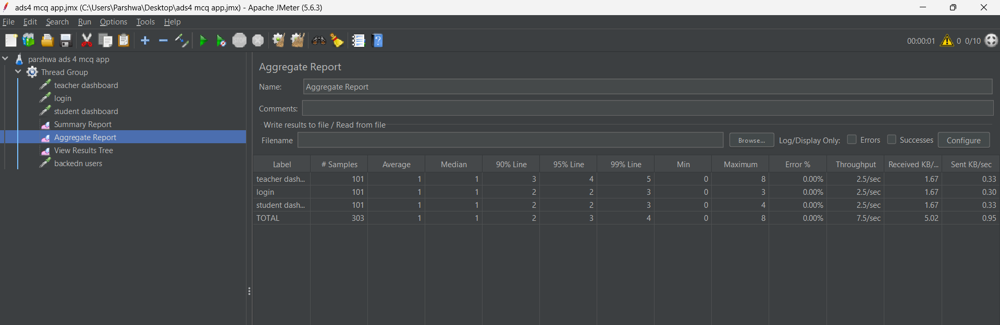 ads4 mcq app.jmx (C:\Users\Parshwa\Desktop\ads4 mcq app.jmx) - Apache JMeter (5.6.3)
File Edit Search Run Options Tools Help
STOP 00:00:01 0 0/10
parshwa ads 4 mcq app
Thread Group
teacher dashboard
login
student dashboard
Summary Report
Aggregate Report
View Results Tree
backedn users
Aggregate Report
Name: Aggregate Report
Comments:
Write results to file / Read from file
Filename Browse... Log/Display Only: Errors Successes Configure
Label # Samples Average Median 90% Line 95% Line 99% Line Min Maximum Error % Throughput Received KB/... Sent KB/sec
teacher dash... 101 1 1 3 4 5 0 8 0.00% 2.5/sec 1.67 0.33
login 101 1 1 2 2 3 0 3 0.00% 2.5/sec 1.67 0.30
student dash... 101 1 1 2 2 3 0 4 0.00% 2.5/sec 1.67 0.33
TOTAL 303 1 1 2 3 4 0 8 0.00% 7.5/sec 5.02 0.95